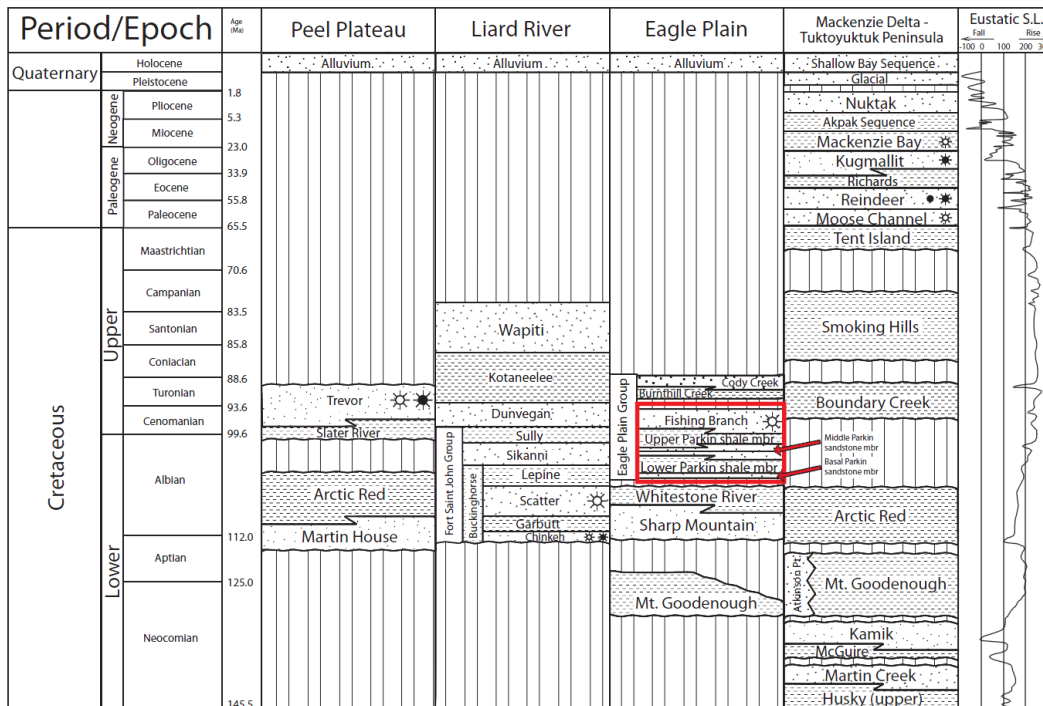 Period/Epoch
Age
(Ma)
Peel Plateau
Liard River
Eagle Plain
Mackenzie Delta -
Tuktoyuktuk Peninsula
Eustatic S.L.
Fall
Rise
-100 0 100 200 30
Quaternary
Holocene
Pleistocene
Alluvium
Alluvium
Alluvium
Shallow Bay Sequence
Glacial
1.8
Neogene
Pliocene
5.3
Miocene
23.0
Nuktak
Akpak Sequence
Mackenzie Bay
Paleogene
Oligocene
33.9
Eocene
55.8
Paleocene
65.5
Kugmallit
Richards
Reindeer
Moose Channel
Tent Island
Cretaceous
Upper
Maastrichtian
70.6
Campanian
83.5
Santonian
85.8
Coniacian
88.6
Turonian
93.6
Cenomanian
99.6
Lower
Albian
112.0
Aptian
125.0
Neocomian
145.5
Trevor
Slater River
Arctic Red
Martin House
Wapiti
Kotaneelee
Dunvegan
Fort Saint John Group
Sully
Sikanni
Buckinghorse
Lepine
Scatter
Garbutt
Chinkeh
Eagle Plain Group
Cody Creek
Burnthill Creek
Fishing Branch
Upper Parkin shale mbr
Lower Parkin shale mbr
Whitestone River
Sharp Mountain
Mt. Goodenough
Smoking Hills
Boundary Creek
Middle Parkin
sandstone mbr
Basal Parkin
sandstone mbr
Arctic Red
Atkinson Pt.
Mt. Goodenough
Kamik
McGuire
Martin Creek
Husky (upper)